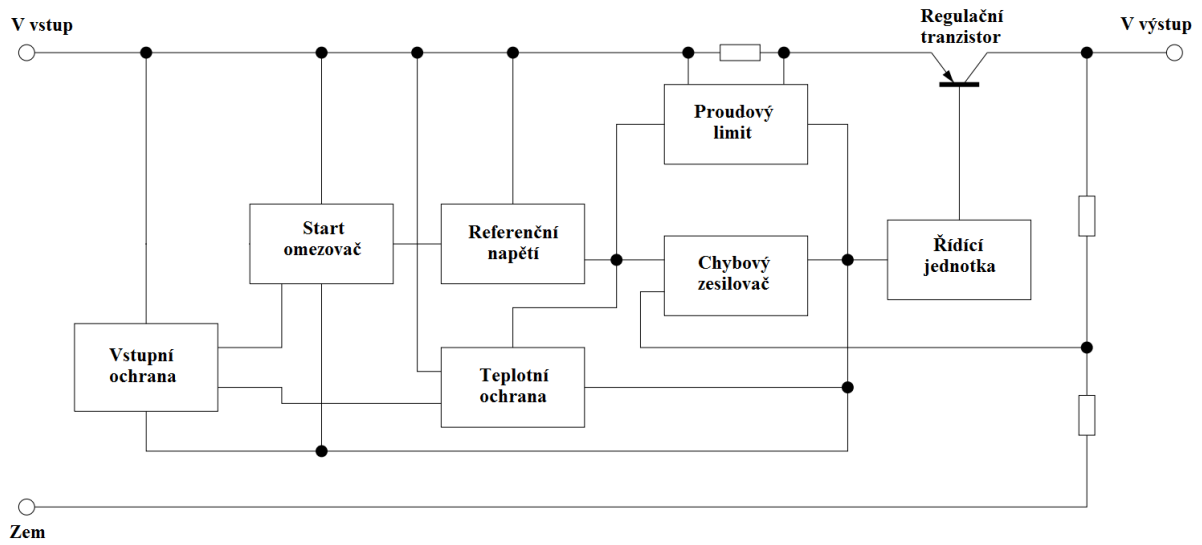 V vstup
Regulační
tranzistor
V výstup
Proudový
limit
Start
omezovač
Referenční
napětí
Chybový
zesilovač
Řídící
jednotka
Vstupní
ochrana
Teplotní
ochrana
Zem